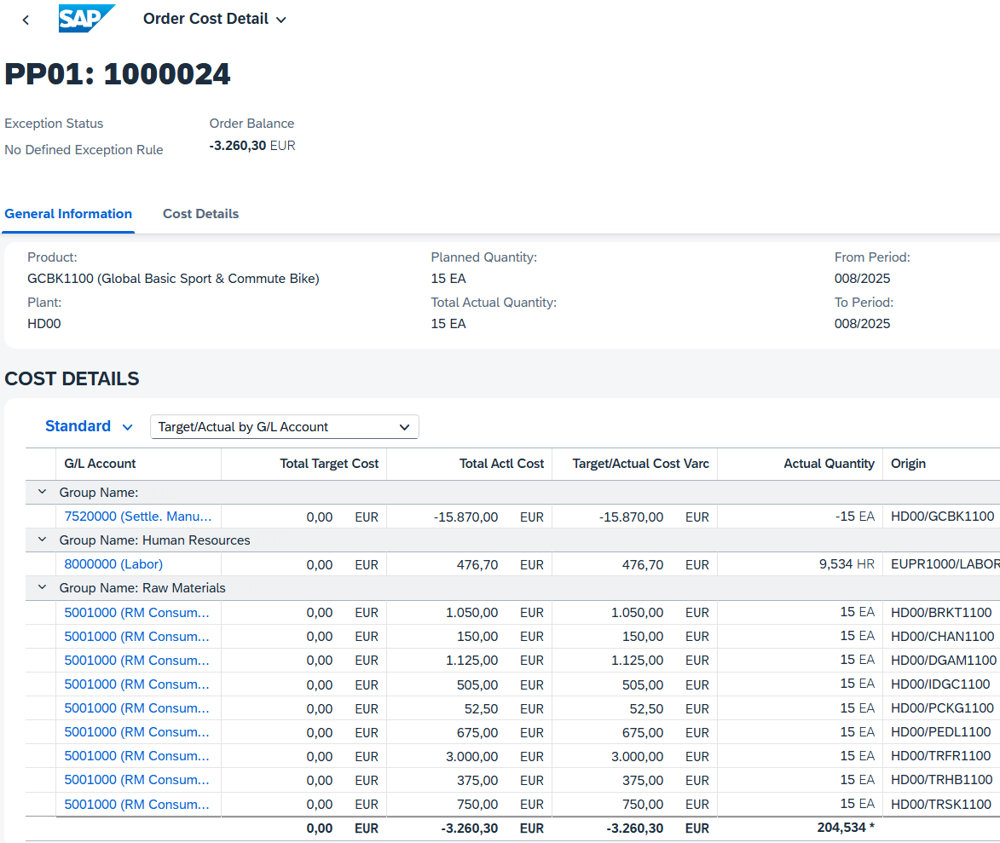 SAP Order Cost Detail
PP01: 1000024
Exception Status Order Balance
No Defined Exception Rule -3.260,30 EUR
General Information Cost Details
Product: Planned Quantity: From Period:
GCBK1100 (Global Basic Sport & Commute Bike) 15 EA 008/2025
Plant: Total Actual Quantity: To Period:
HD00 15 EA 008/2025
COST DETAILS
Standard Target/Actual by G/L Account
G/L Account Total Target Cost Total Actl Cost Target/Actual Cost Varc Actual Quantity Origin
Group Name:
7520000 (Settle. Manu... 0,00 EUR -15.870,00 EUR -15.870,00 EUR -15 EA HD00/GCBK1100
Group Name: Human Resources
8000000 (Labor) 0,00 EUR 476,70 EUR 476,70 EUR 9,534 HR EUPR1000/LABOR
Group Name: Raw Materials
5001000 (RM Consum... 0,00 EUR 1.050,00 EUR 1.050,00 EUR 15 EA HD00/BRKT1100
5001000 (RM Consum... 0,00 EUR 150,00 EUR 150,00 EUR 15 EA HD00/CHAN1100
5001000 (RM Consum... 0,00 EUR 1.125,00 EUR 1.125,00 EUR 15 EA HD00/DGAM1100
5001000 (RM Consum... 0,00 EUR 505,00 EUR 505,00 EUR 15 EA HD00/IDGC1100
5001000 (RM Consum... 0,00 EUR 52,50 EUR 52,50 EUR 15 EA HD00/PCKG1100
5001000 (RM Consum... 0,00 EUR 675,00 EUR 675,00 EUR 15 EA HD00/PEDL1100
5001000 (RM Consum... 0,00 EUR 3.000,00 EUR 3.000,00 EUR 15 EA HD00/TRFR1100
5001000 (RM Consum... 0,00 EUR 375,00 EUR 375,00 EUR 15 EA HD00/TRHB1100
5001000 (RM Consum... 0,00 EUR 750,00 EUR 750,00 EUR 15 EA HD00/TRSK1100
0,00 EUR -3.260,30 EUR -3.260,30 EUR 204,534 *